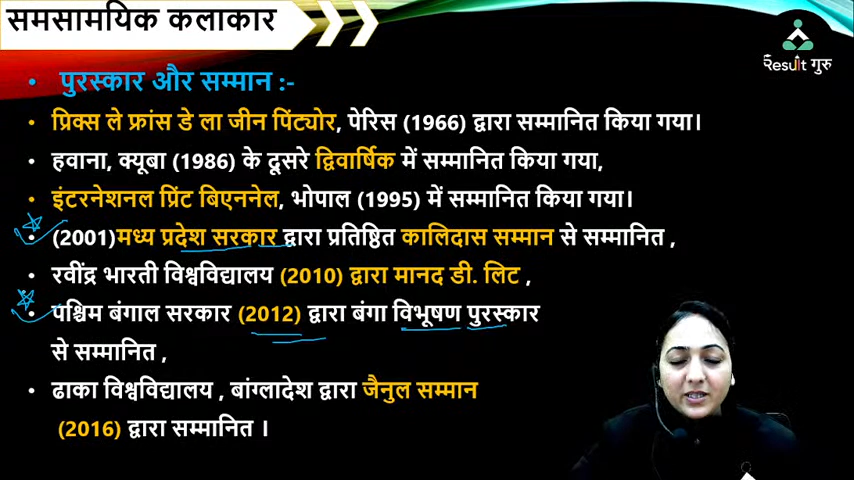 समसामयिक कलाकार
Result गुरु
• पुरस्कार और सम्मान :-
• प्रिक्स ले फ्रांस डे ला जीन पिंट्योर, पेरिस (1966) द्वारा सम्मानित किया गया।
• हवाना, क्यूबा (1986) के दूसरे द्विवार्षिक में सम्मानित किया गया,
• इंटरनेशनल प्रिंट बिएननेल, भोपाल (1995) में सम्मानित किया गया।
• (2001)मध्य प्रदेश सरकार द्वारा प्रतिष्ठित कालिदास सम्मान से सम्मानित ,
• रवींद्र भारती विश्वविद्यालय (2010) द्वारा मानद डी. लिट ,
• पश्चिम बंगाल सरकार (2012) द्वारा बंगा विभूषण पुरस्कार
से सम्मानित ,
• ढाका विश्वविद्यालय , बांग्लादेश द्वारा जैनुल सम्मान
(2016) द्वारा सम्मानित ।